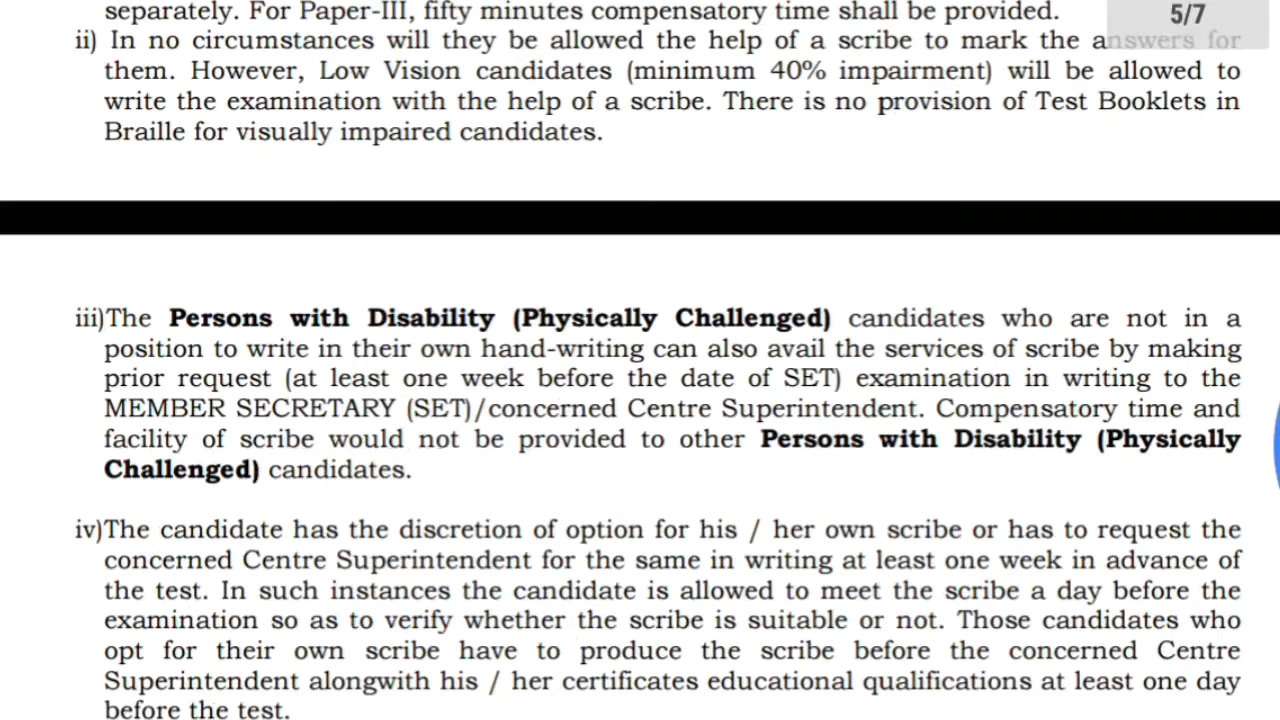 separately. For Paper-III, fifty minutes compensatory time shall be provided.
5/7
ii) In no circumstances will they be allowed the help of a scribe to mark the answers for
them. However, Low Vision candidates (minimum 40% impairment) will be allowed to
write the examination with the help of a scribe. There is no provision of Test Booklets in
Braille for visually impaired candidates.
iii)The Persons with Disability (Physically Challenged) candidates who are not in a
position to write in their own hand-writing can also avail the services of scribe by making
prior request (at least one week before the date of SET) examination in writing to the
MEMBER SECRETARY (SET)/concerned Centre Superintendent. Compensatory time and
facility of scribe would not be provided to other Persons with Disability (Physically
Challenged) candidates.
iv)The candidate has the discretion of option for his / her own scribe or has to request the
concerned Centre Superintendent for the same in writing at least one week in advance of
the test. In such instances the candidate is allowed to meet the scribe a day before the
examination so as to verify whether the scribe is suitable or not. Those candidates who
opt for their own scribe have to produce the scribe before the concerned Centre
Superintendent alongwith his / her certificates educational qualifications at least one day
before the test.